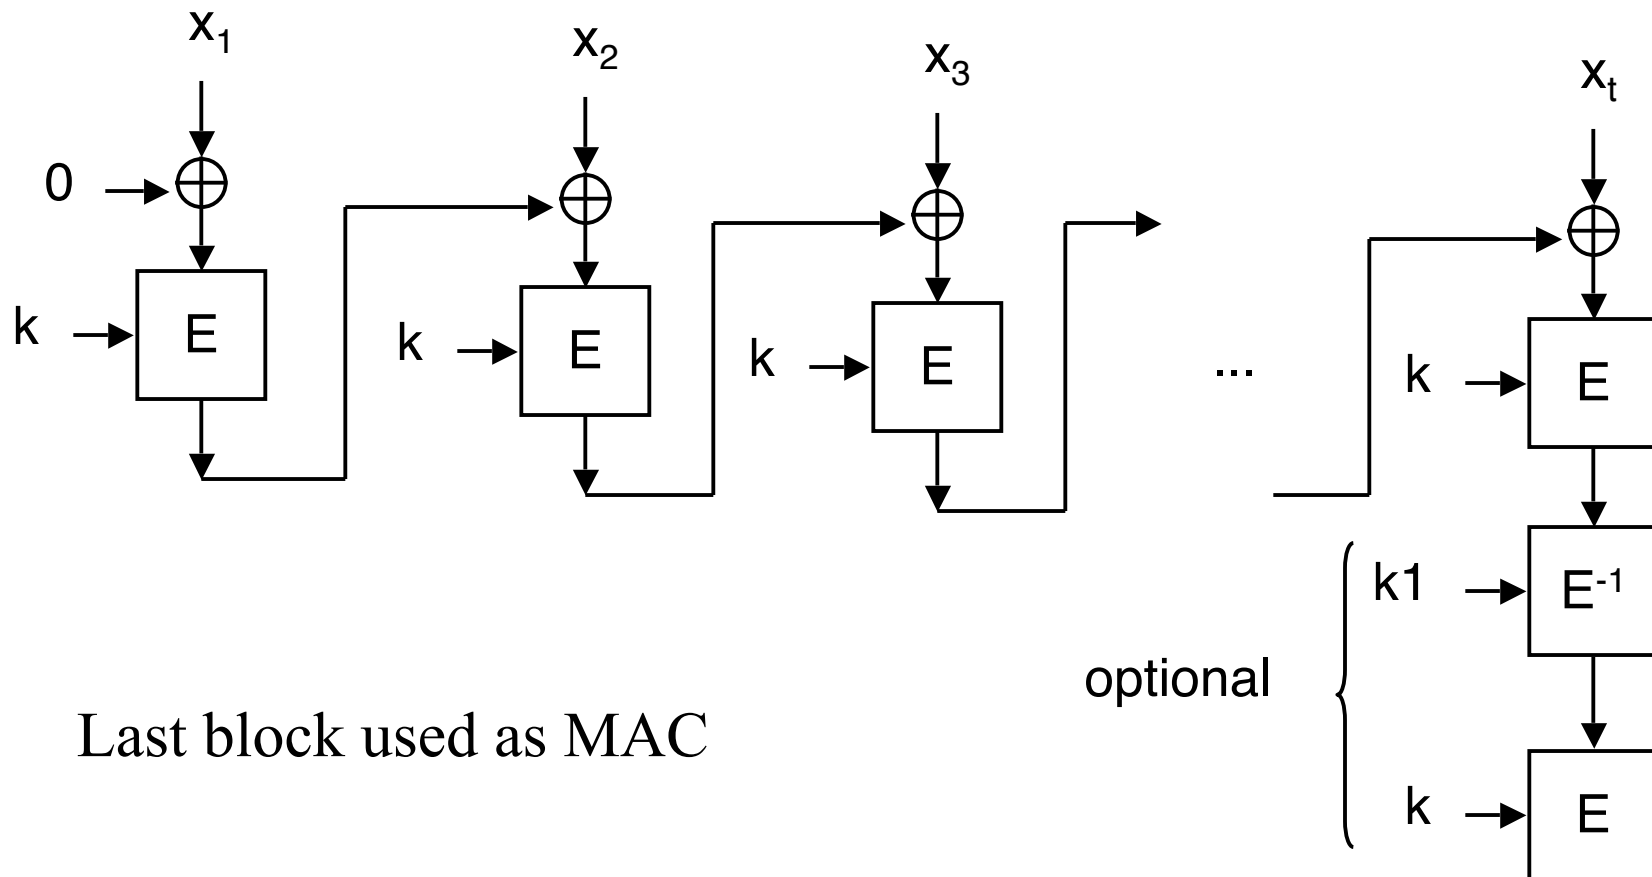 x₁
x₂
x₃
xₜ
0
k
E
k
E
k
E
...
k
E
k1
E⁻¹
optional
Last block used as MAC
k
E